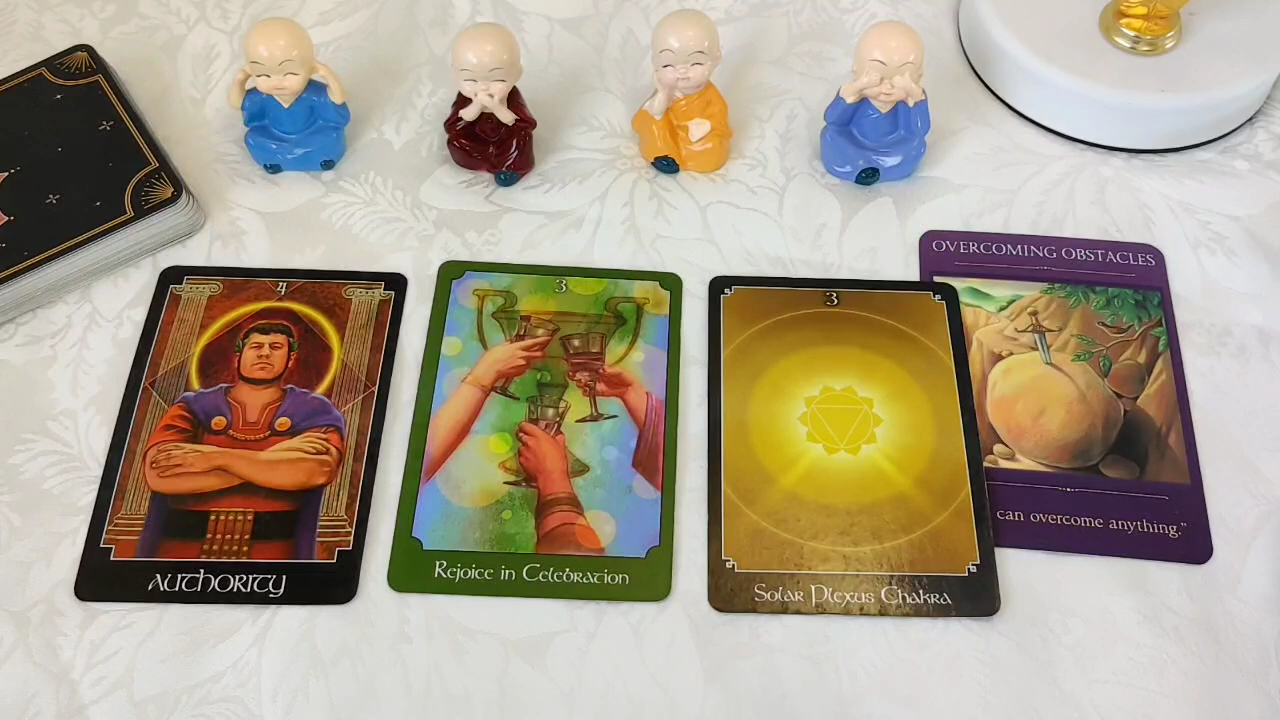 4
AUTHORITY
3
Rejoice in Celebration
3
Solar Plexus Chakra
OVERCOMING OBSTACLES
can overcome anything."